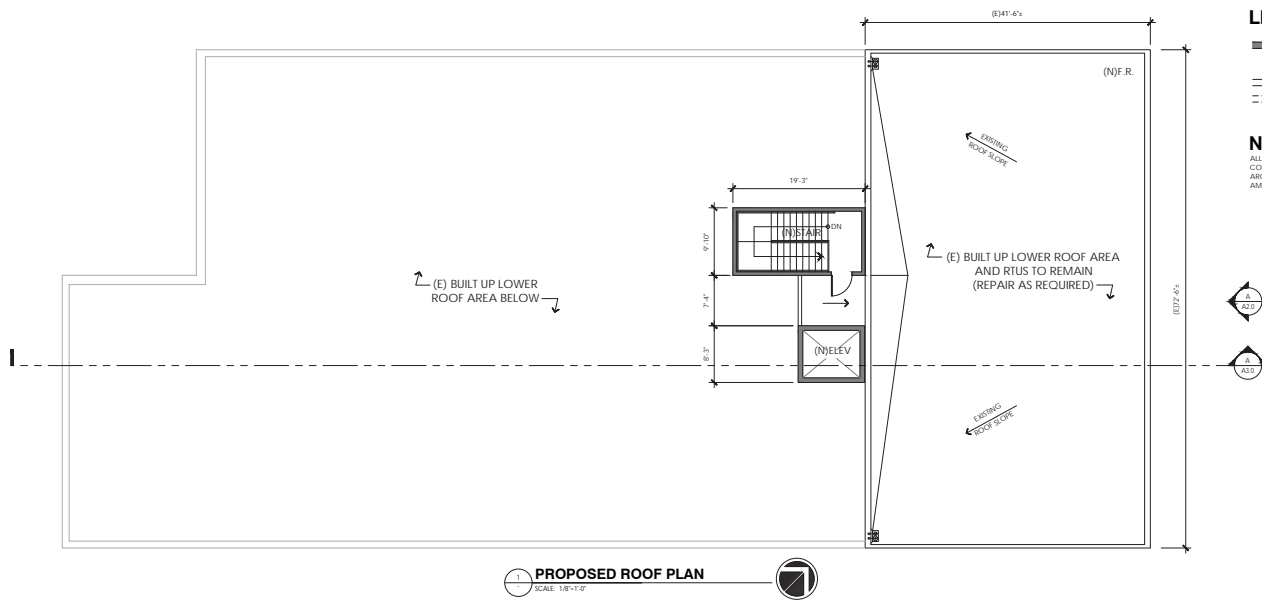 (E)41'-6"±
(N)F.R.
EXISTING
ROOF SLOPE
19'-3"
(N)STAIR
DN
9'-10"
7'-4"
8'-3"
(N)ELEV
(E) BUILT UP LOWER
ROOF AREA BELOW
(E) BUILT UP LOWER ROOF AREA
AND RTUS TO REMAIN
(REPAIR AS REQUIRED)
(E)72'-6"±
EXISTING
ROOF SLOPE
A
A2.0
A
A3.0
N
ALL
CO
AM
1
-
PROPOSED ROOF PLAN
SCALE: 1/8"=1'-0"